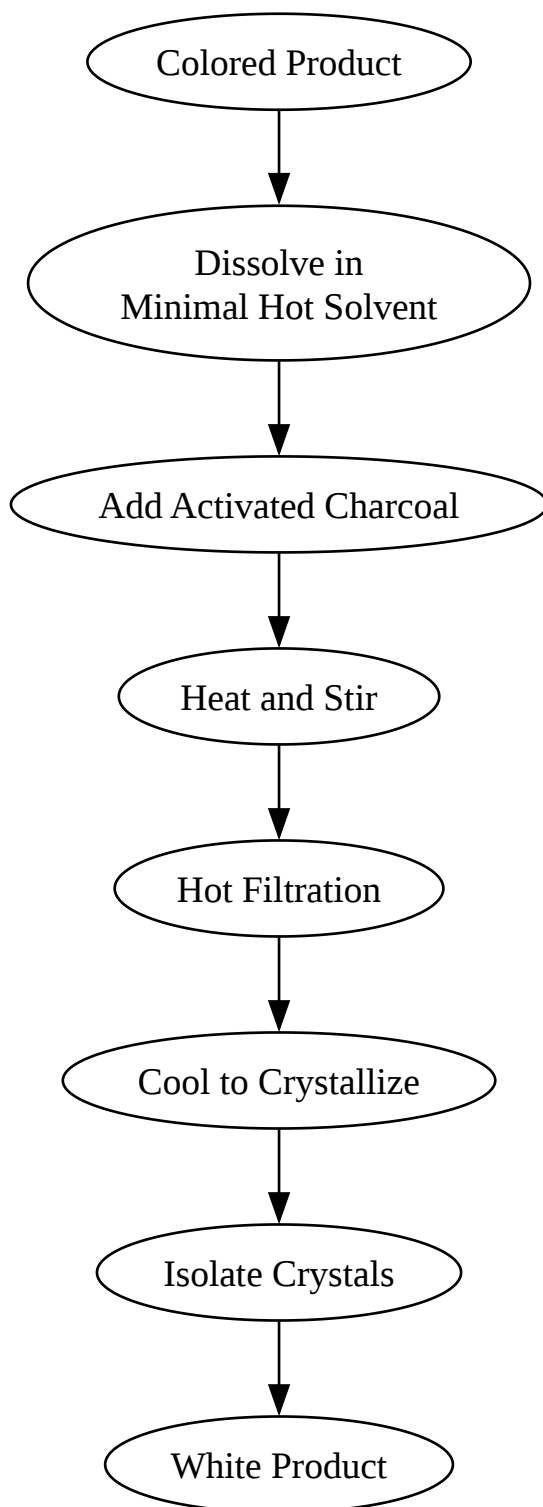 Colored Product
Dissolve in
Minimal Hot Solvent
Add Activated Charcoal
Heat and Stir
Hot Filtration
Cool to Crystallize
Isolate Crystals
White Product